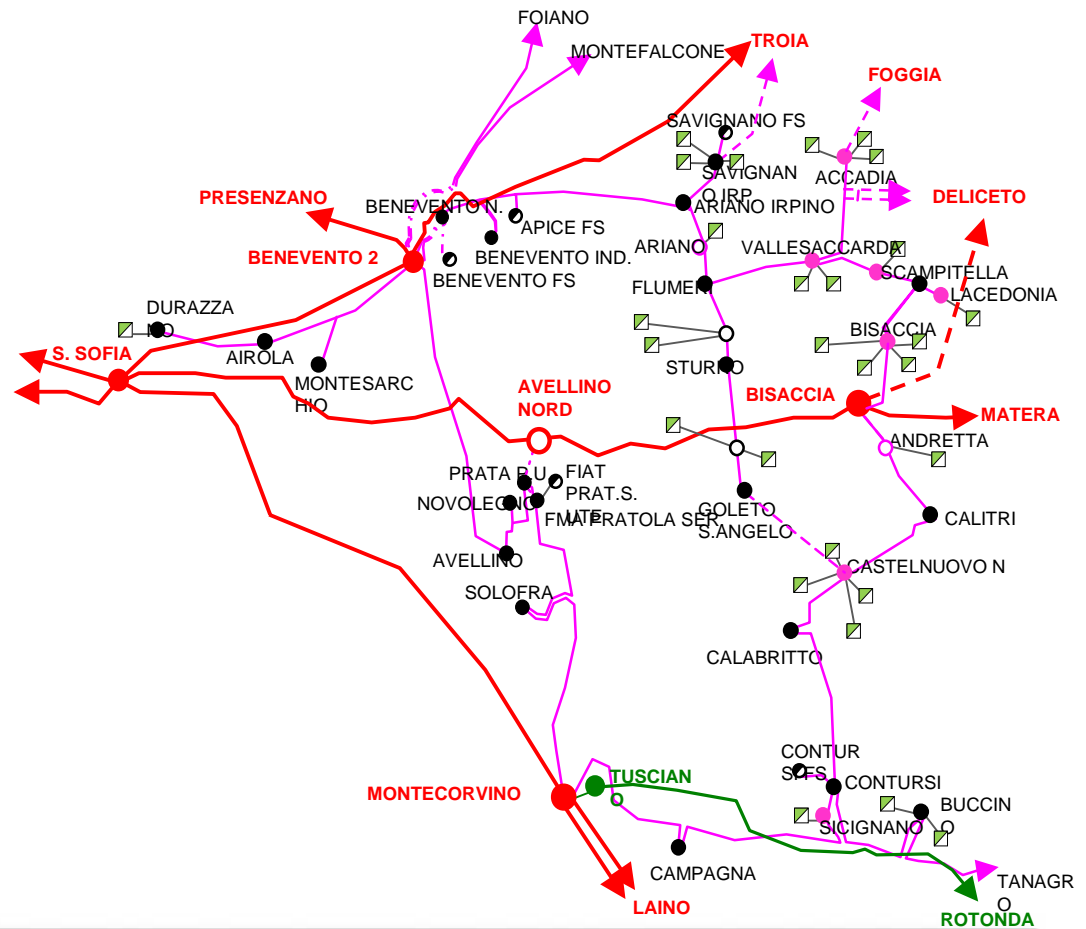 FOIANO
MONTEFALCONE
TROIA
FOGGIA
SAVIGNANO FS
SAVIGNAN
O IRP.
ACCADIA
PRESENZANO
BENEVENTO N.
APICE FS
ARIANO IRPINO
DELICETO
BENEVENTO 2
BENEVENTO IND.
BENEVENTO FS
ARIANO
VALLESACCARDA
SCAMPITELLA
FLUMERI
LACEDONIA
DURAZZA
NO
AIROLA
BISACCIA
S. SOFIA
MONTESARC
HIO
STURNO
AVELLINO
NORD
BISACCIA
MATERA
ANDRETTA
PRATA P.U.
FIAT
PRAT.S.
UTE
NOVOLEGNO
FMA PRATOLA SER.
GOLETO
S.ANGELO
CALITRI
AVELLINO
CASTELNUOVO N
SOLOFRA
CALABRITTO
CONTUR
SI FS
TUSCIAN
O
CONTURSI
MONTECORVINO
BUCCIN
O
SICIGNANO
CAMPAGNA
TANAGR
O
LAINO
ROTONDA